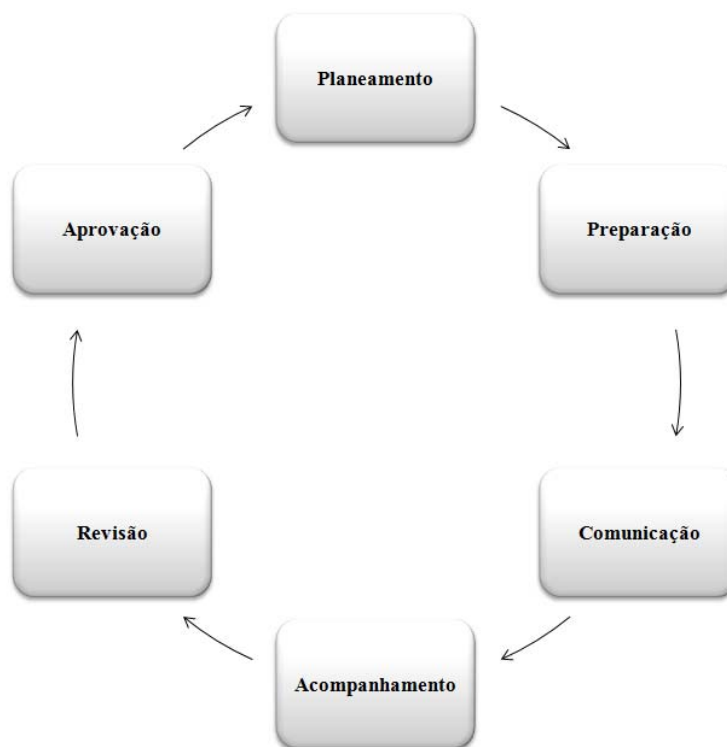 Planeamento
Preparação
Comunicação
Acompanhamento
Revisão
Aprovação